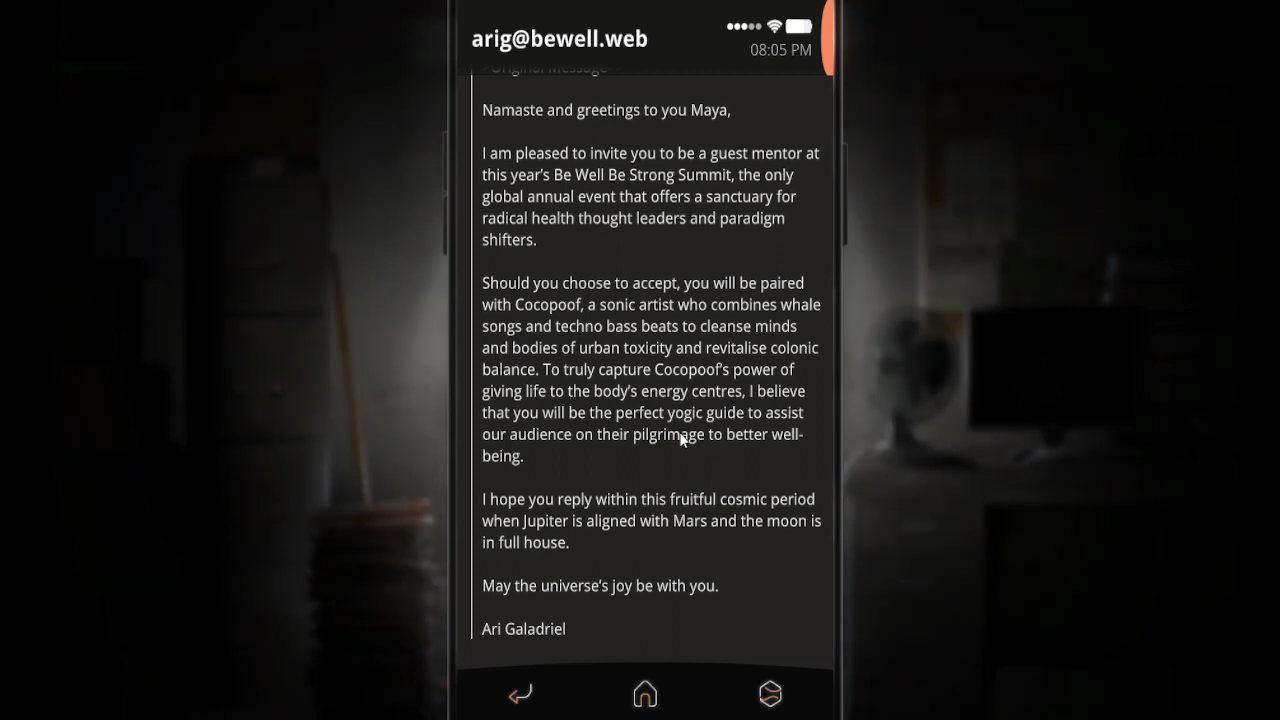 arig@bewell.web
08:05 PM
>Original Message<>
Namaste and greetings to you Maya,
I am pleased to invite you to be a guest mentor at
this year's Be Well Be Strong Summit, the only
global annual event that offers a sanctuary for
radical health thought leaders and paradigm
shifters.
Should you choose to accept, you will be paired
with Cocopoof, a sonic artist who combines whale
songs and techno bass beats to cleanse minds
and bodies of urban toxicity and revitalise colonic
balance. To truly capture Cocopoof's power of
giving life to the body's energy centres, I believe
that you will be the perfect yogic guide to assist
our audience on their pilgrimage to better well-
being.
I hope you reply within this fruitful cosmic period
when Jupiter is aligned with Mars and the moon is
in full house.
May the universe's joy be with you.
Ari Galadriel